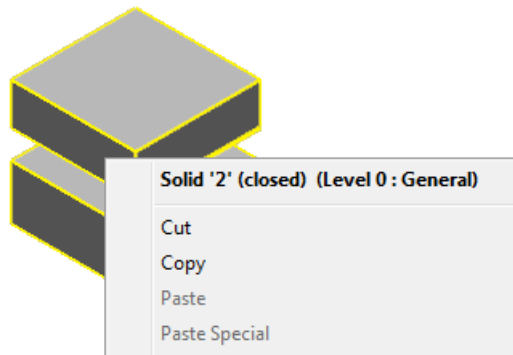 Solid '2' (closed) (Level 0 : General)
Cut
Copy
Paste
Paste Special